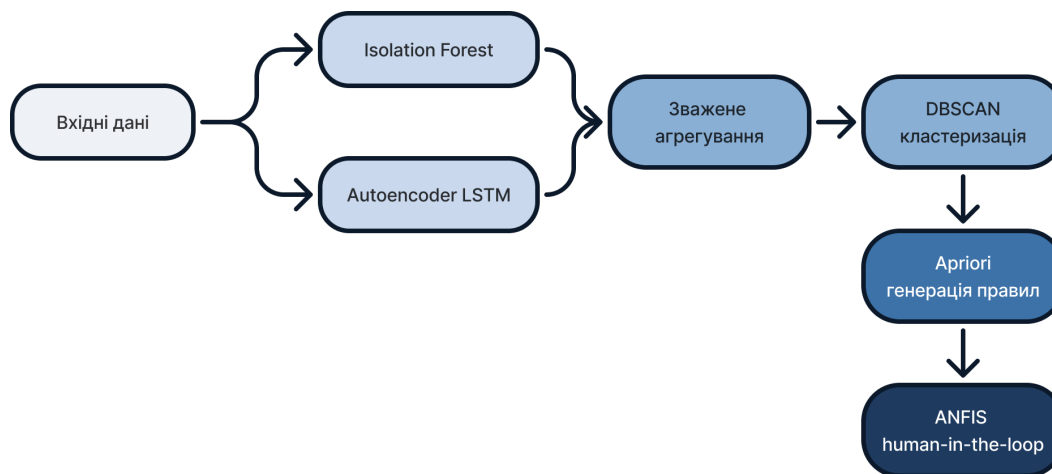 Вхідні дані
Isolation Forest
Autoencoder LSTM
Зважене
агрегування
DBSCAN
кластеризація
Apriori
генерація правил
ANFIS
human-in-the-loop